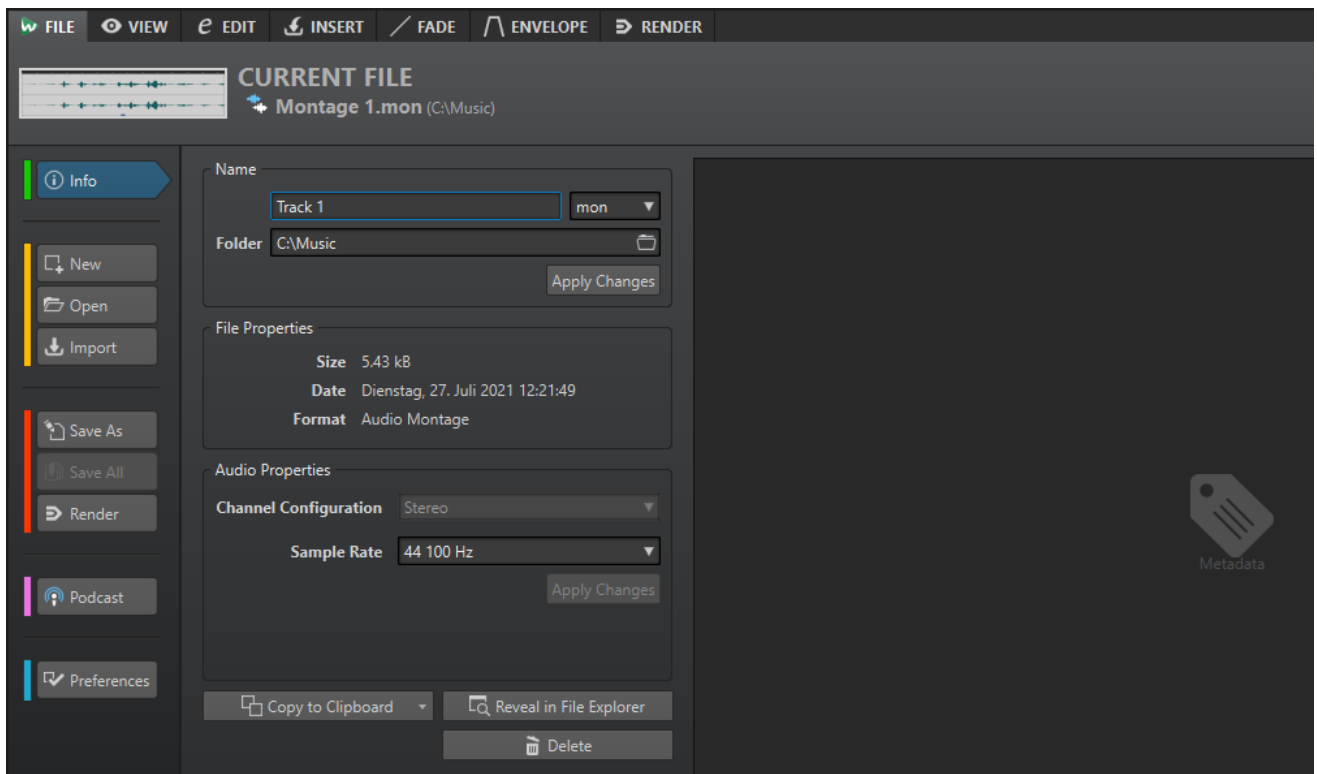 FILE VIEW EDIT INSERT FADE ENVELOPE RENDER
CURRENT FILE
Montage 1.mon (C:\Music)
Info
New
Open
Import
Save As
Save All
Render
Podcast
Preferences
Name
Track 1 mon
Folder C:\Music
Apply Changes
File Properties
Size 5.43 kB
Date Dienstag, 27. Juli 2021 12:21:49
Format Audio Montage
Audio Properties
Channel Configuration Stereo
Sample Rate 44 100 Hz
Apply Changes
Copy to Clipboard Reveal in File Explorer
Delete
Metadata